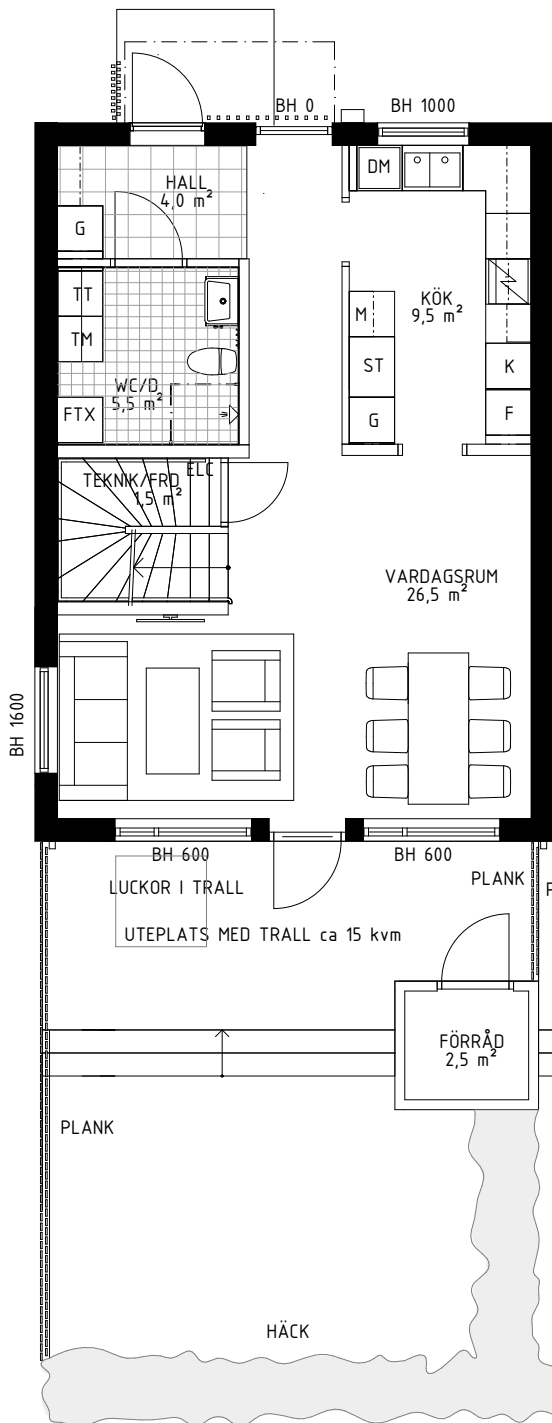 BH 0
BH 1000
HALL
4,0 m²
DM
G
KÖK
9,5 m²
TT
TM
M
ST
K
WC/D
5,5 m²
FTX
G
F
ELC
TEKNIK/FRD
1,5 m²
VARDAGSRUM
26,5 m²
BH 1600
BH 600
BH 600
LUCKOR I TRALL
PLANK
P
UTEPLATS MED TRALL ca 15 kvm
FÖRRÅD
2,5 m²
PLANK
HÄCK